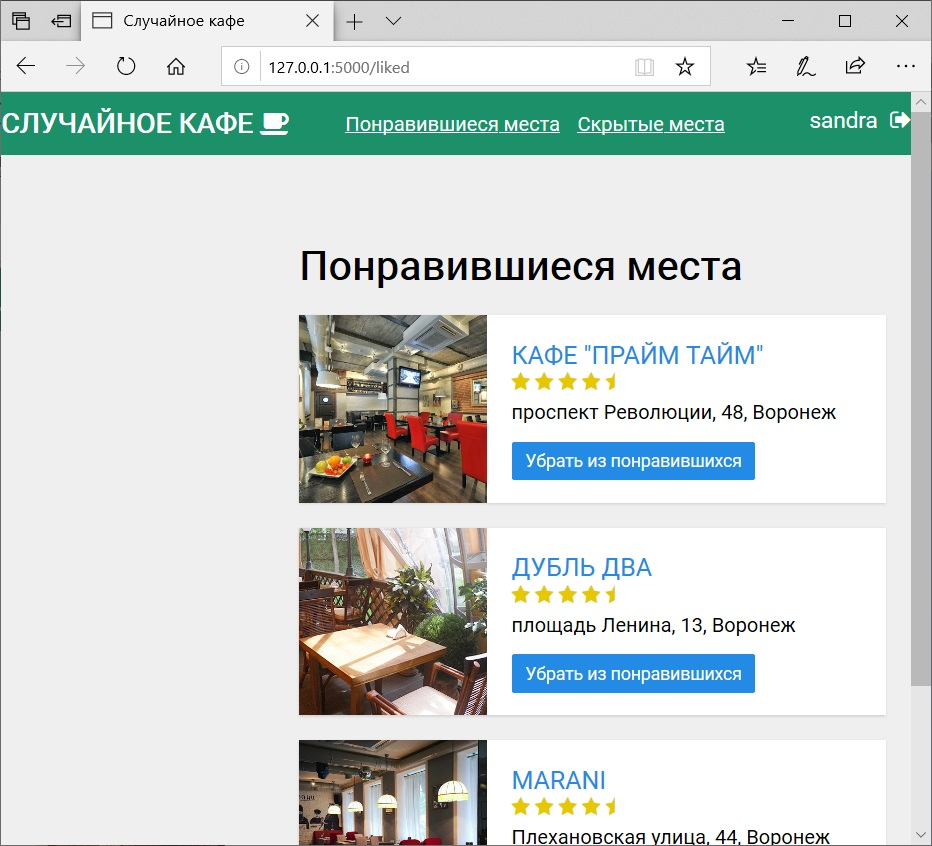 Случайное кафе
127.0.0.1:5000/liked
СЛУЧАЙНОЕ КАФЕ
Понравившиеся места
Скрытые места
sandra
Понравившиеся места
КАФЕ "ПРАЙМ ТАЙМ"
проспект Революции, 48, Воронеж
Убрать из понравившихся
ДУБЛЬ ДВА
площадь Ленина, 13, Воронеж
Убрать из понравившихся
MARANI
Плехановская улица, 44, Воронеж